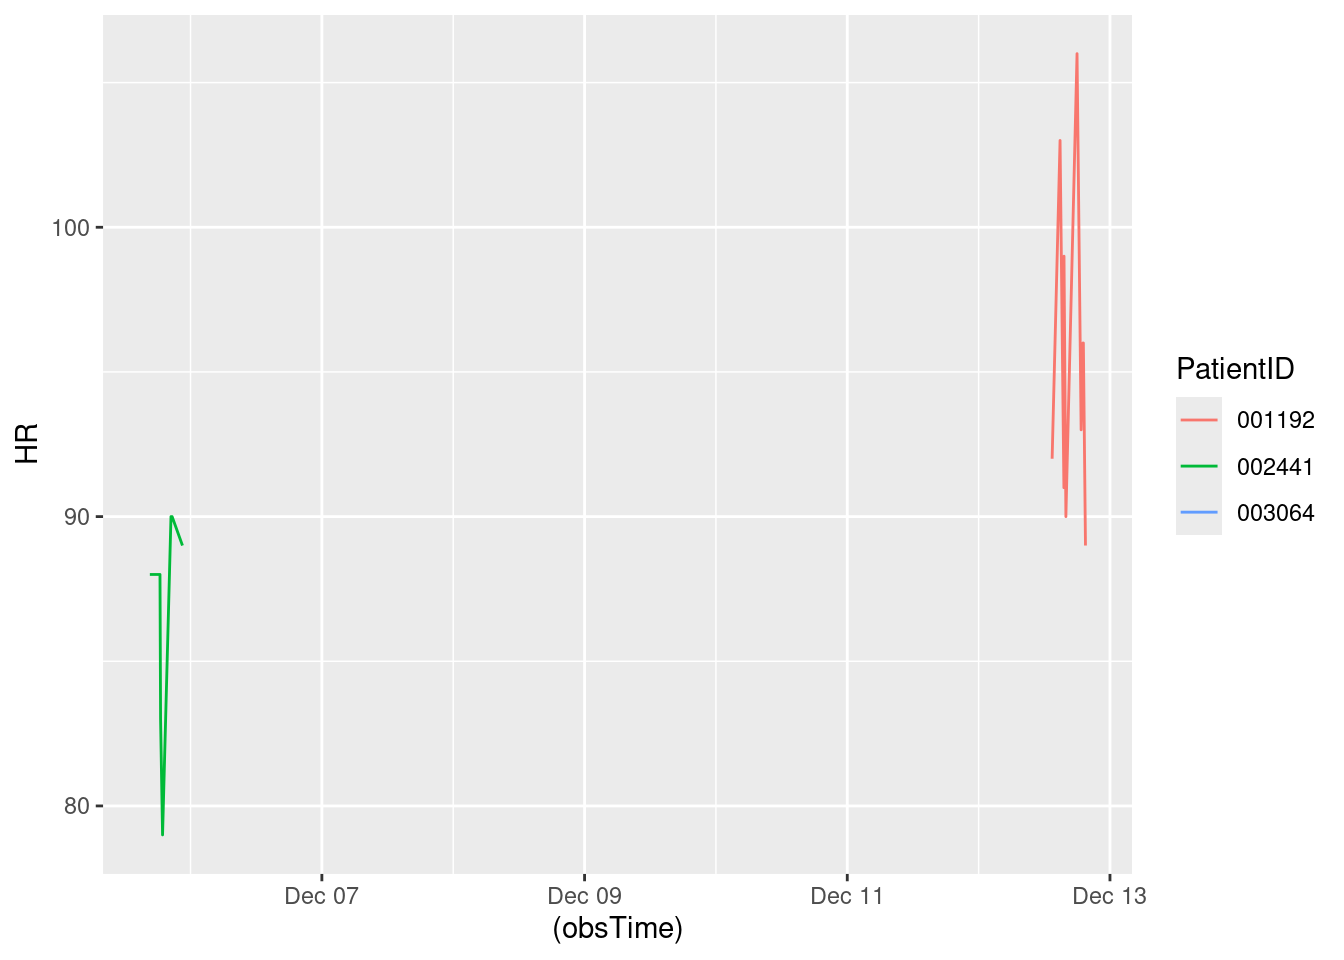 HR
100
90
80
Dec 07
Dec 09
Dec 11
Dec 13
(obsTime)
PatientID
001192
002441
003064